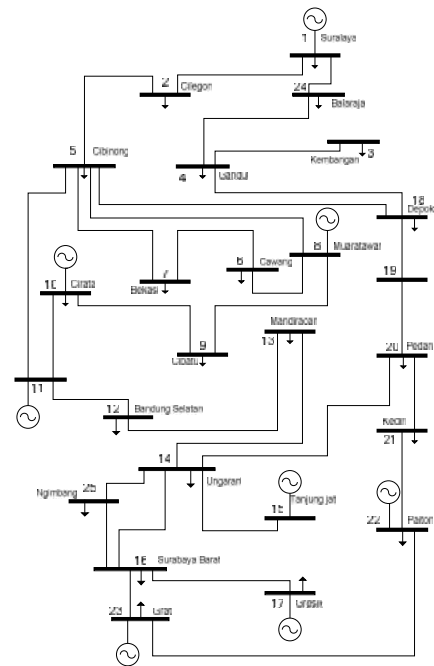 1 Suralaya
2
Cilegon
24
Balaraja
5 Cibinong
Kembangan 3
4 Gandul
18
Depok
8 Muaratawar
6 Cawang
7
Bekasi
10 Cirata
19
Mandiracan
13
9
Cibatu
20 Pedan
11
12 Bandung Selatan
Kediri
21
14
Ungaran
25
Ngimbang
Tanjung jati
15
22 Paiton
16 Surabaya Barat
17 Gresik
23 Grati